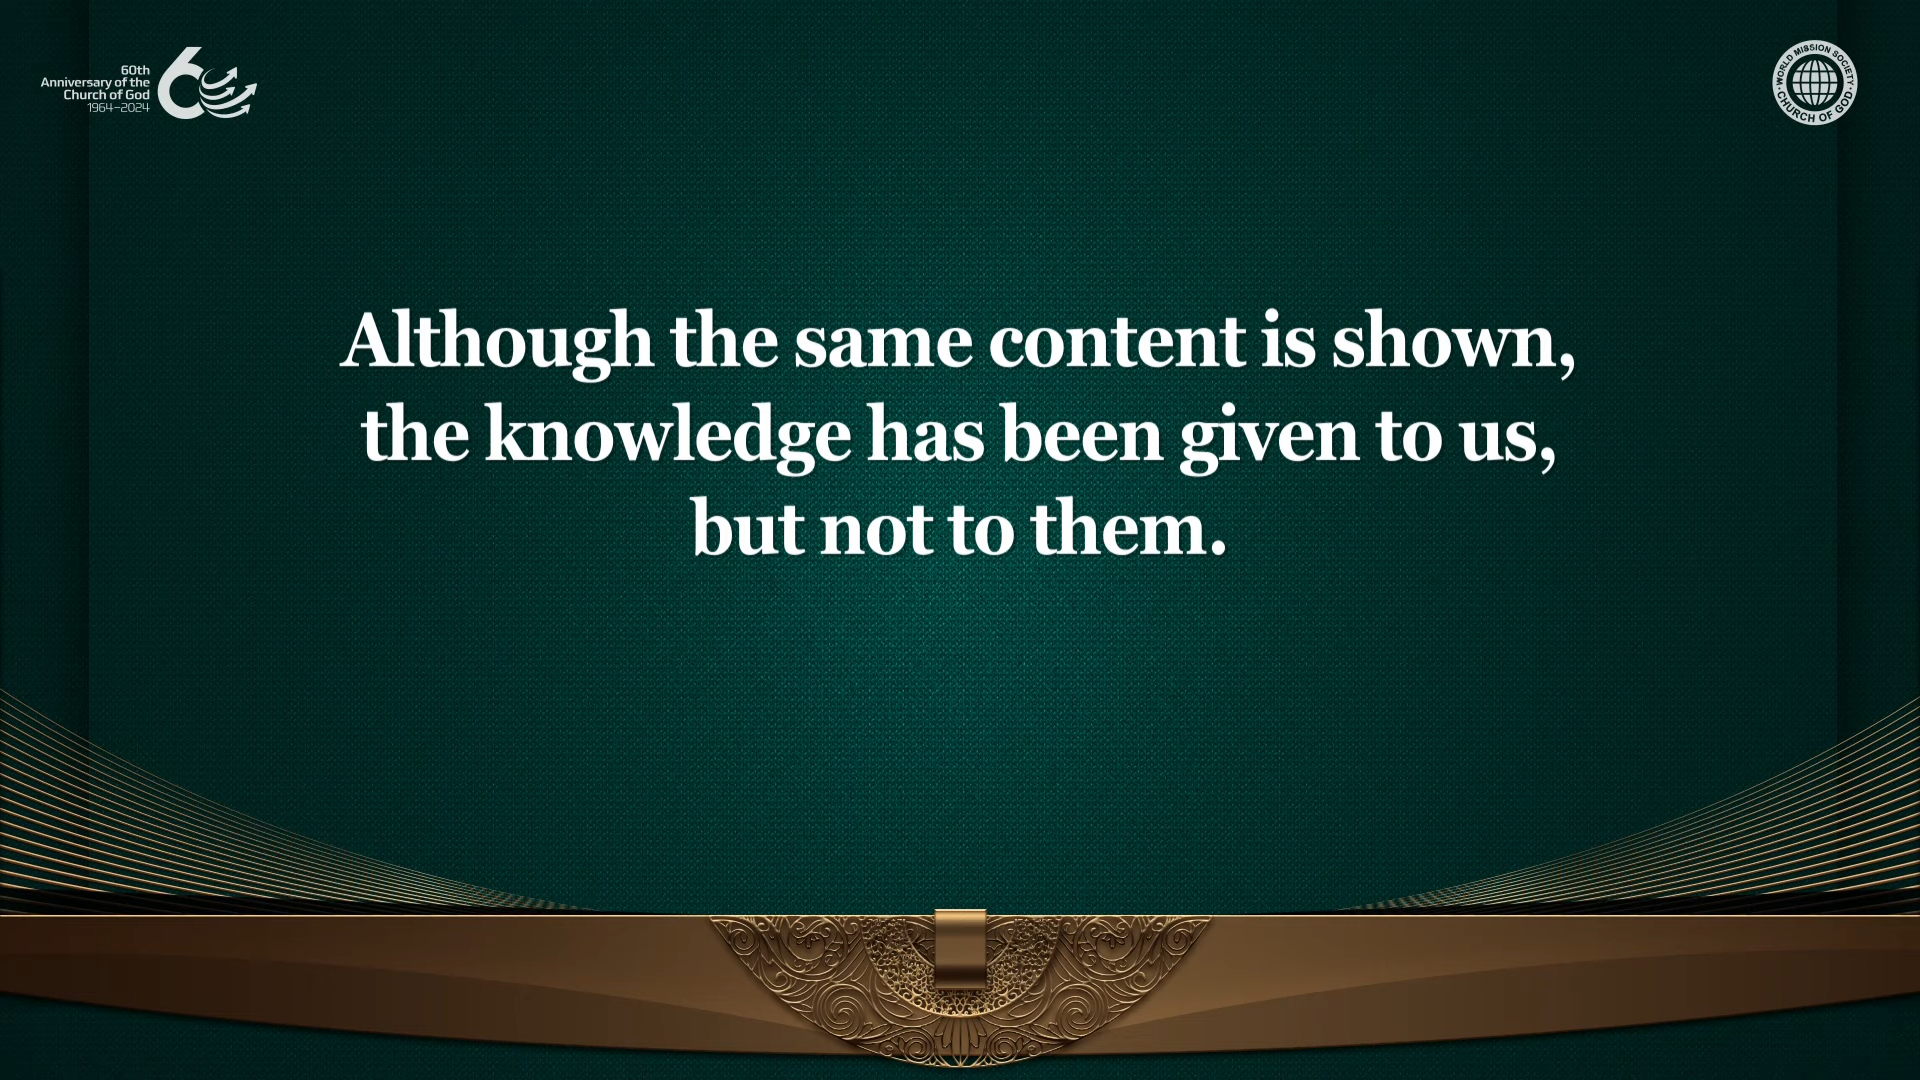 60th
Anniversary of the
Church of God
1964–2024
WORLD MISSION SOCIETY
CHURCH OF GOD
Although the same content is shown,
the knowledge has been given to us,
but not to them.